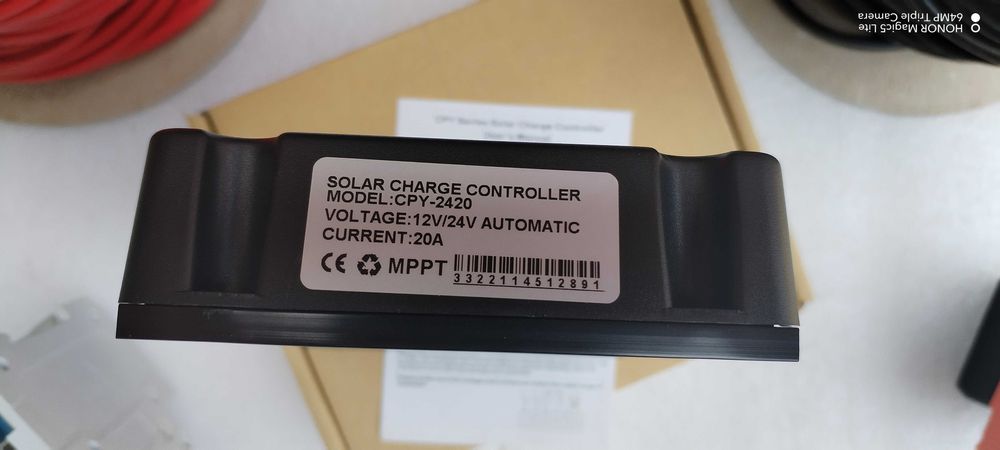 HONOR Magic5 Lite
64MP Triple Camera
CPY Series Solar Charge Controller
User's Manual
SOLAR CHARGE CONTROLLER
MODEL:CPY-2420
VOLTAGE:12V/24V AUTOMATIC
CURRENT:20A
CE MPPT
3322114512891